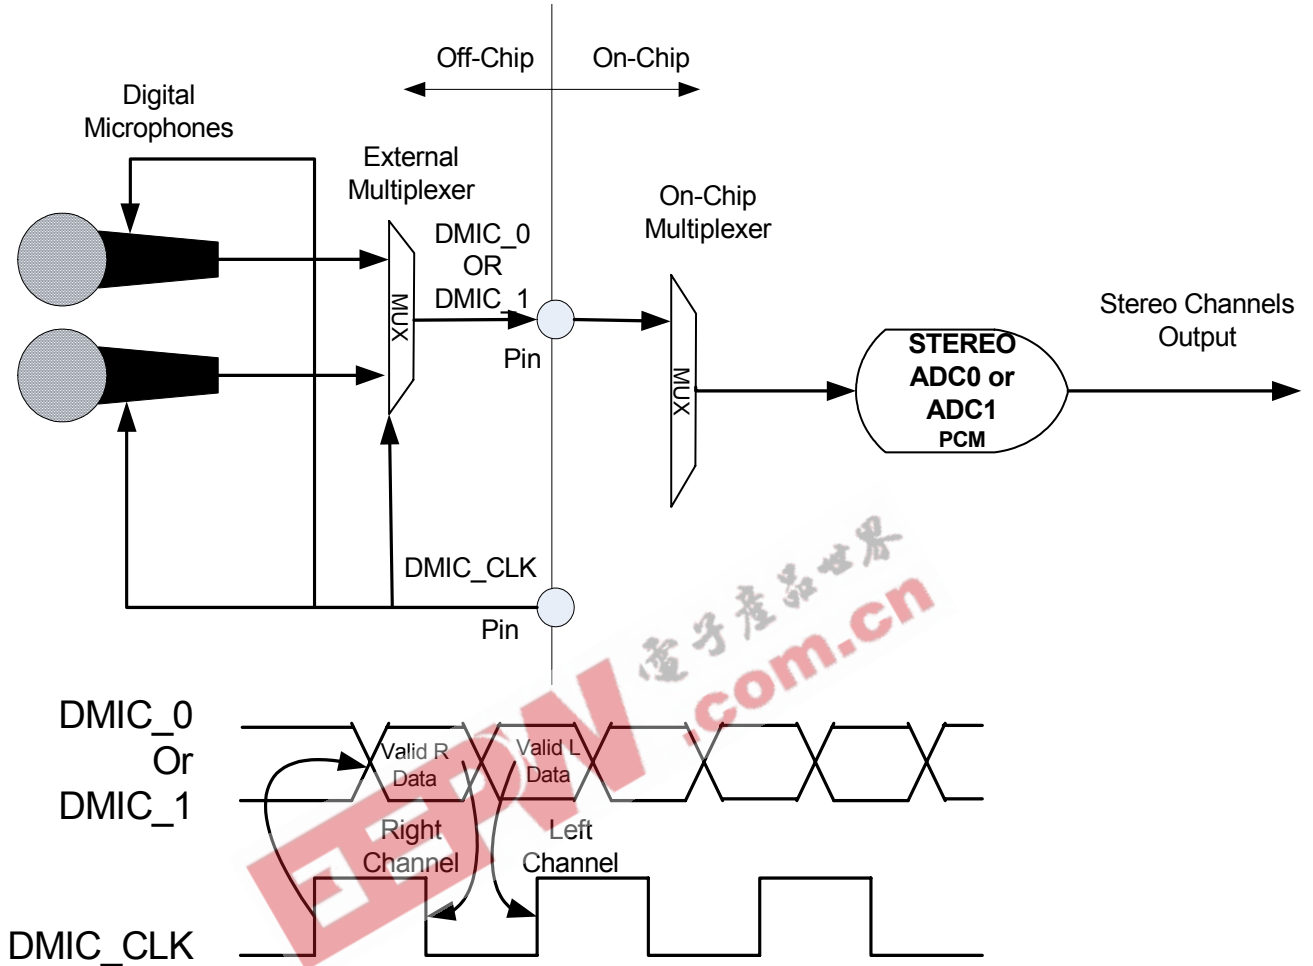 Off-Chip
On-Chip
Digital
Microphones
External
Multiplexer
On-Chip
Multiplexer
DMIC_0
OR
DMIC_1
MUX
Pin
MUX
STEREO
ADC0 or
ADC1
PCM
Stereo Channels
Output
DMIC_CLK
Pin
電子產品世界
EEPW
.com.cn
DMIC_0
Or
DMIC_1
Valid R
Data
Valid L
Data
Right
Channel
Left
Channel
DMIC_CLK